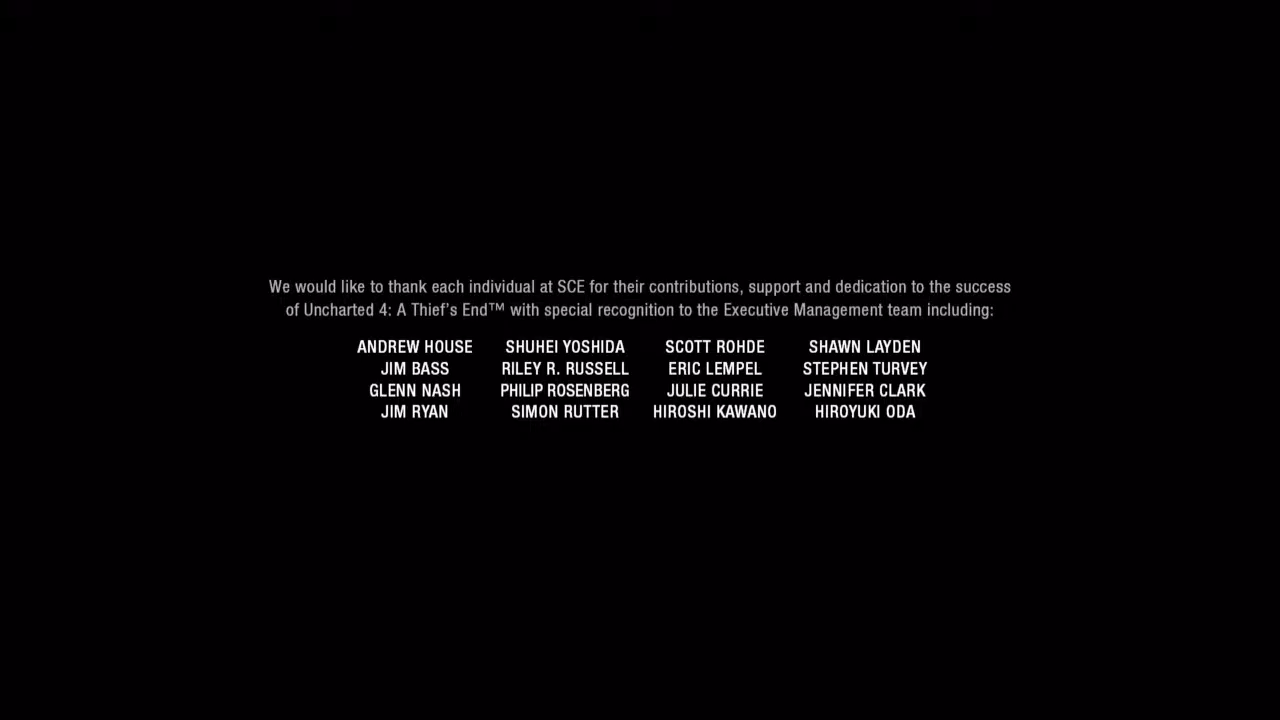 We would like to thank each individual at SCE for their contributions, support and dedication to the success
of Uncharted 4: A Thief's End™ with special recognition to the Executive Management team including:
ANDREW HOUSE SHUHEI YOSHIDA SCOTT ROHDE SHAWN LAYDEN
JIM BASS RILEY R. RUSSELL ERIC LEMPEL STEPHEN TURVEY
GLENN NASH PHILIP ROSENBERG JULIE CURRIE JENNIFER CLARK
JIM RYAN SIMON RUTTER HIROSHI KAWANO HIROYUKI ODA